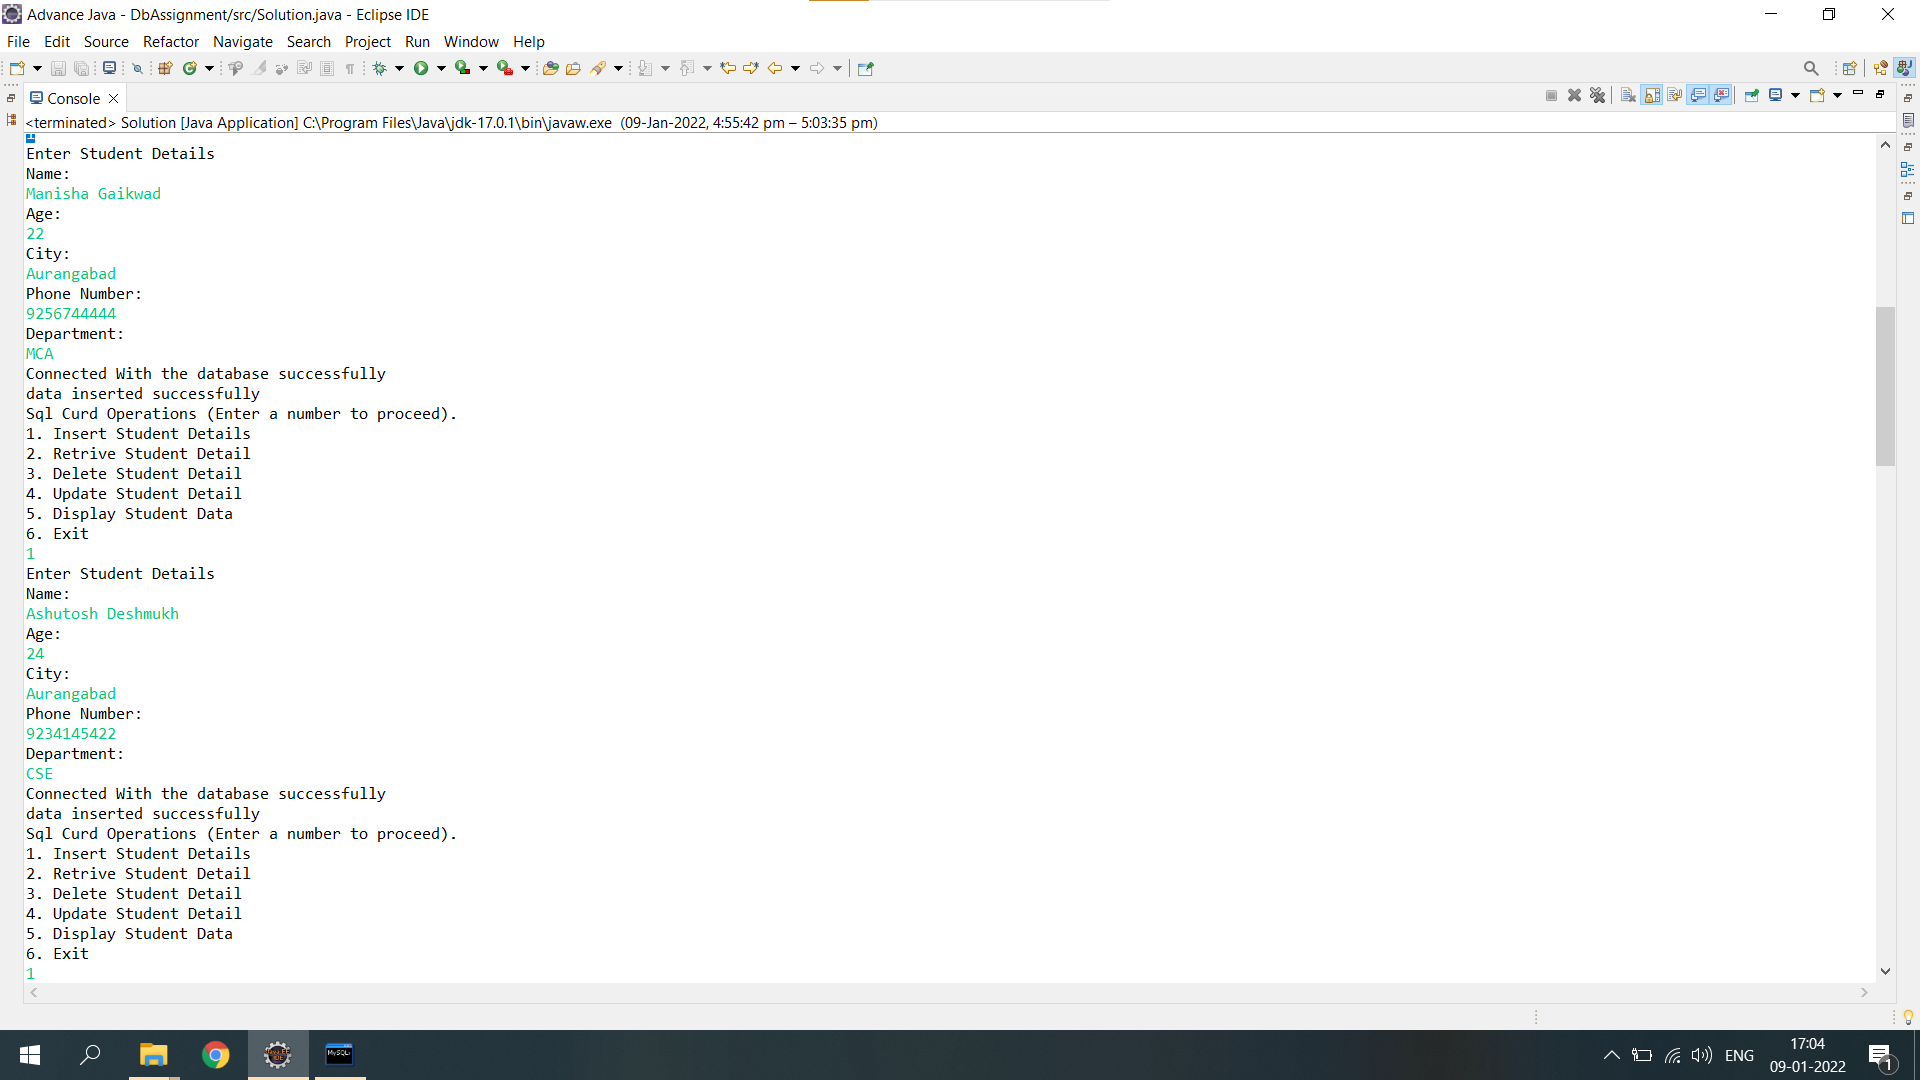 Advance Java - DbAssignment/src/Solution.java - Eclipse IDE
File Edit Source Refactor Navigate Search Project Run Window Help
Console
<terminated> Solution [Java Application] C:\Program Files\Java\jdk-17.0.1\bin\javaw.exe (09-Jan-2022, 4:55:42 pm – 5:03:35 pm)
Enter Student Details
Name:
Manisha Gaikwad
Age:
22
City:
Aurangabad
Phone Number:
9256744444
Department:
MCA
Connected With the database successfully
data inserted successfully
Sql Curd Operations (Enter a number to proceed).
1. Insert Student Details
2. Retrive Student Detail
3. Delete Student Detail
4. Update Student Detail
5. Display Student Data
6. Exit
1
Enter Student Details
Name:
Ashutosh Deshmukh
Age:
24
City:
Aurangabad
Phone Number:
9234145422
Department:
CSE
Connected With the database successfully
data inserted successfully
Sql Curd Operations (Enter a number to proceed).
1. Insert Student Details
2. Retrive Student Detail
3. Delete Student Detail
4. Update Student Detail
5. Display Student Data
6. Exit
1
ENG
17:04
09-01-2022
1